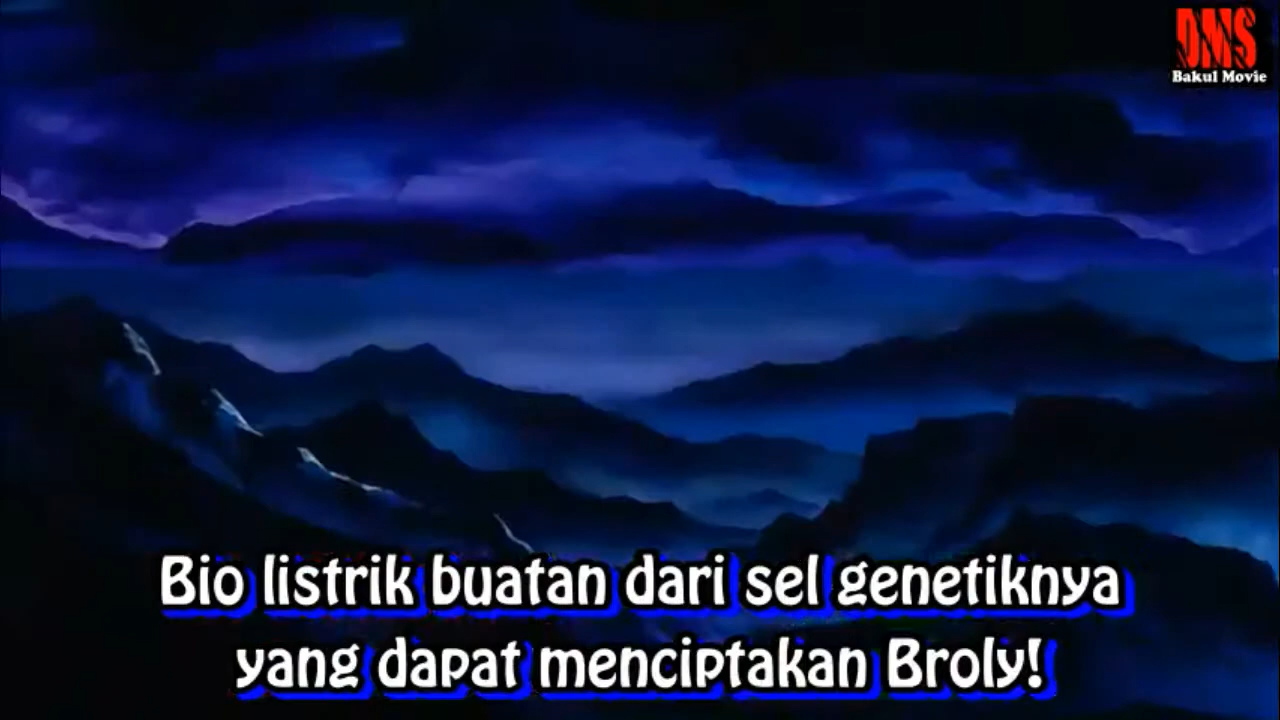 DMS
Bakul Movie
Bio listrik buatan dari sel genetiknya
yang dapat menciptakan Broly!